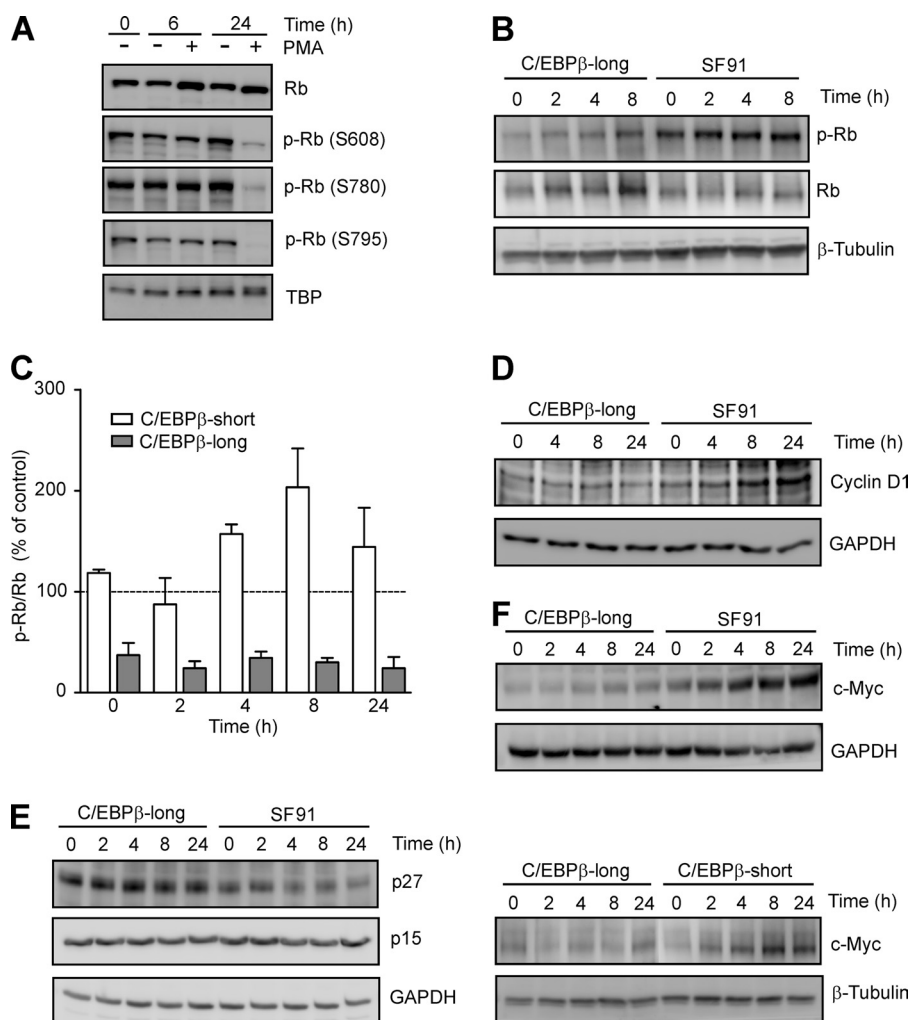 A
0 6 24 Time (h)
- - + - + PMA
Rb
p-Rb (S608)
p-Rb (S780)
p-Rb (S795)
TBP
B
C/EBPβ-long SF91
0 2 4 8 0 2 4 8 Time (h)
p-Rb
Rb
β-Tubulin
C
300
200
100
0
p-Rb/Rb (% of control)
C/EBPβ-short
C/EBPβ-long
0 2 4 8 24
Time (h)
D
C/EBPβ-long SF91
0 4 8 24 0 4 8 24 Time (h)
Cyclin D1
GAPDH
F
C/EBPβ-long SF91
0 2 4 8 24 0 2 4 8 24 Time (h)
c-Myc
GAPDH
E
C/EBPβ-long SF91
0 2 4 8 24 0 2 4 8 24 Time (h)
p27
p15
GAPDH
C/EBPβ-long C/EBPβ-short
0 2 4 8 24 0 2 4 8 24 Time (h)
c-Myc
β-Tubulin